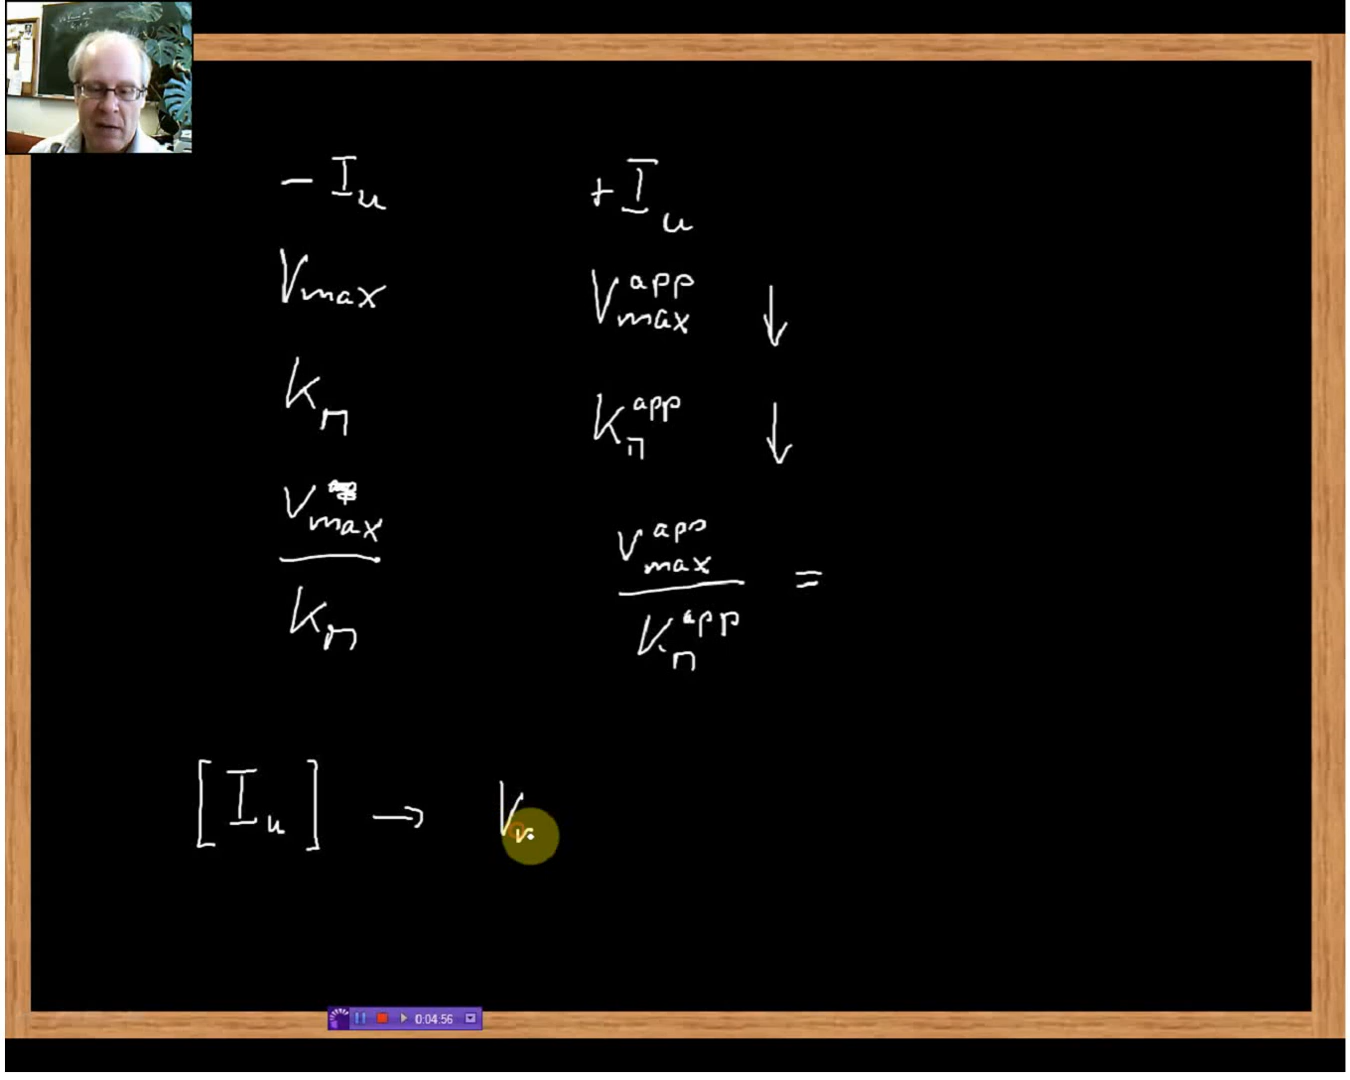 - Iu + Iu
Vmax Vmax^app ↓
Km Km^app ↓
Vmax / Km Vmax^app / Km^app =
[Iu] → V
0:04:56